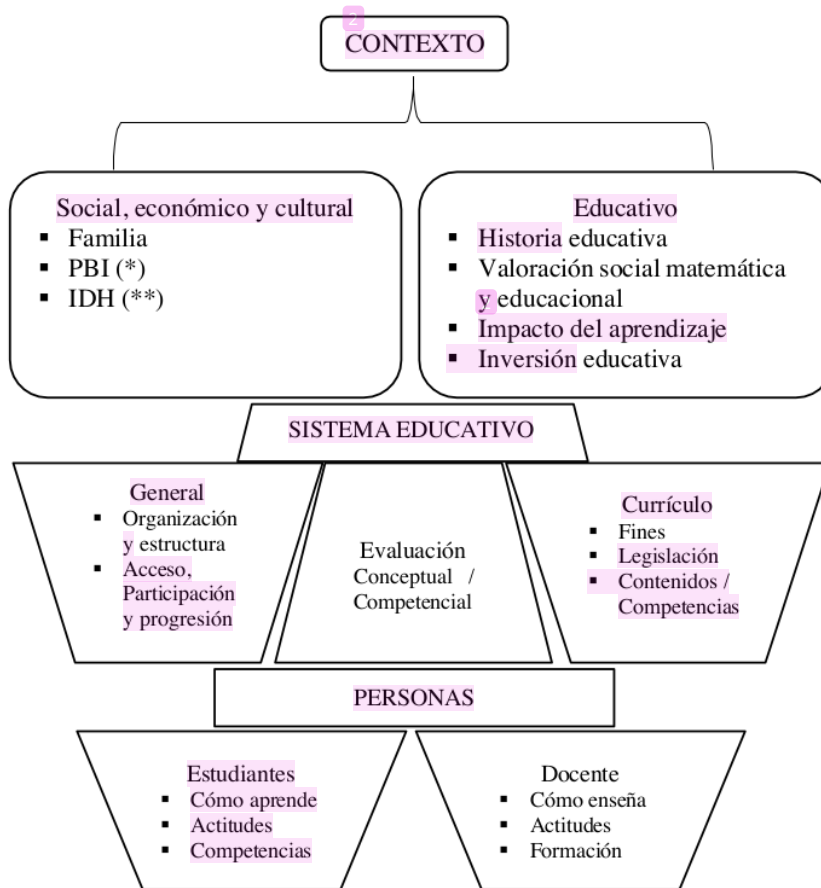 2
CONTEXTO
Social, económico y cultural
▪ Familia
▪ PBI (*)
▪ IDH (**)
Educativo
▪ Historia educativa
▪ Valoración social matemática
y educacional
▪ Impacto del aprendizaje
▪ Inversión educativa
SISTEMA EDUCATIVO
General
▪ Organización
y estructura
▪ Acceso,
Participación
y progresión
Evaluación
Conceptual /
Competencial
Currículo
▪ Fines
▪ Legislación
▪ Contenidos /
Competencias
PERSONAS
Estudiantes
▪ Cómo aprende
▪ Actitudes
▪ Competencias
Docente
▪ Cómo enseña
▪ Actitudes
▪ Formación